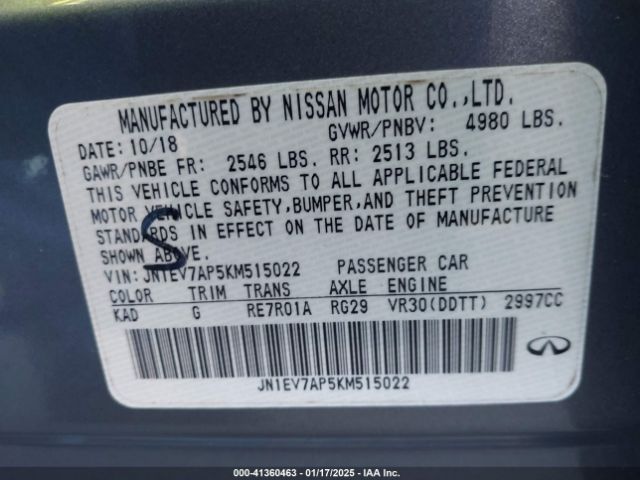 MANUFACTURED BY NISSAN MOTOR CO.,LTD.
DATE: 10/18 GVWR/PNBV: 4980 LBS.
GAWR/PNBE FR: 2546 LBS. RR: 2513 LBS.
THIS VEHICLE CONFORMS TO ALL APPLICABLE FEDERAL
MOTOR VEHICLE SAFETY,BUMPER,AND THEFT PREVENTION
STANDARDS IN EFFECT ON THE DATE OF MANUFACTURE
SHOWN ABOVE.
S
VIN: JN1EV7AP5KM515022 PASSENGER CAR
COLOR TRIM TRANS AXLE ENGINE
KAD G RE7R01A RG29 VR30(DDTT) 2997CC
JN1EV7AP5KM515022
INFINITI
000-41360463 - 01/17/2025 - IAA Inc.